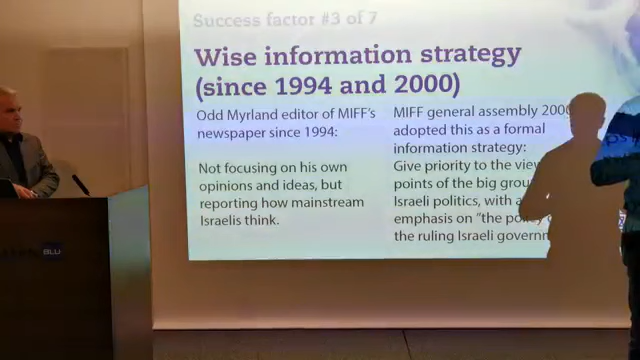 Success factor #3 of 7
Wise information strategy
(since 1994 and 2000)
Odd Myrland editor of MIFF's
newspaper since 1994:
Not focusing on his own
opinions and ideas, but
reporting how mainstream
Israelis think.
MIFF general assembly
adopted this as a formal
information strategy:
Give priority to the
points of the big
Israeli politics, with
emphasis on "the
the ruling Israeli
BLU